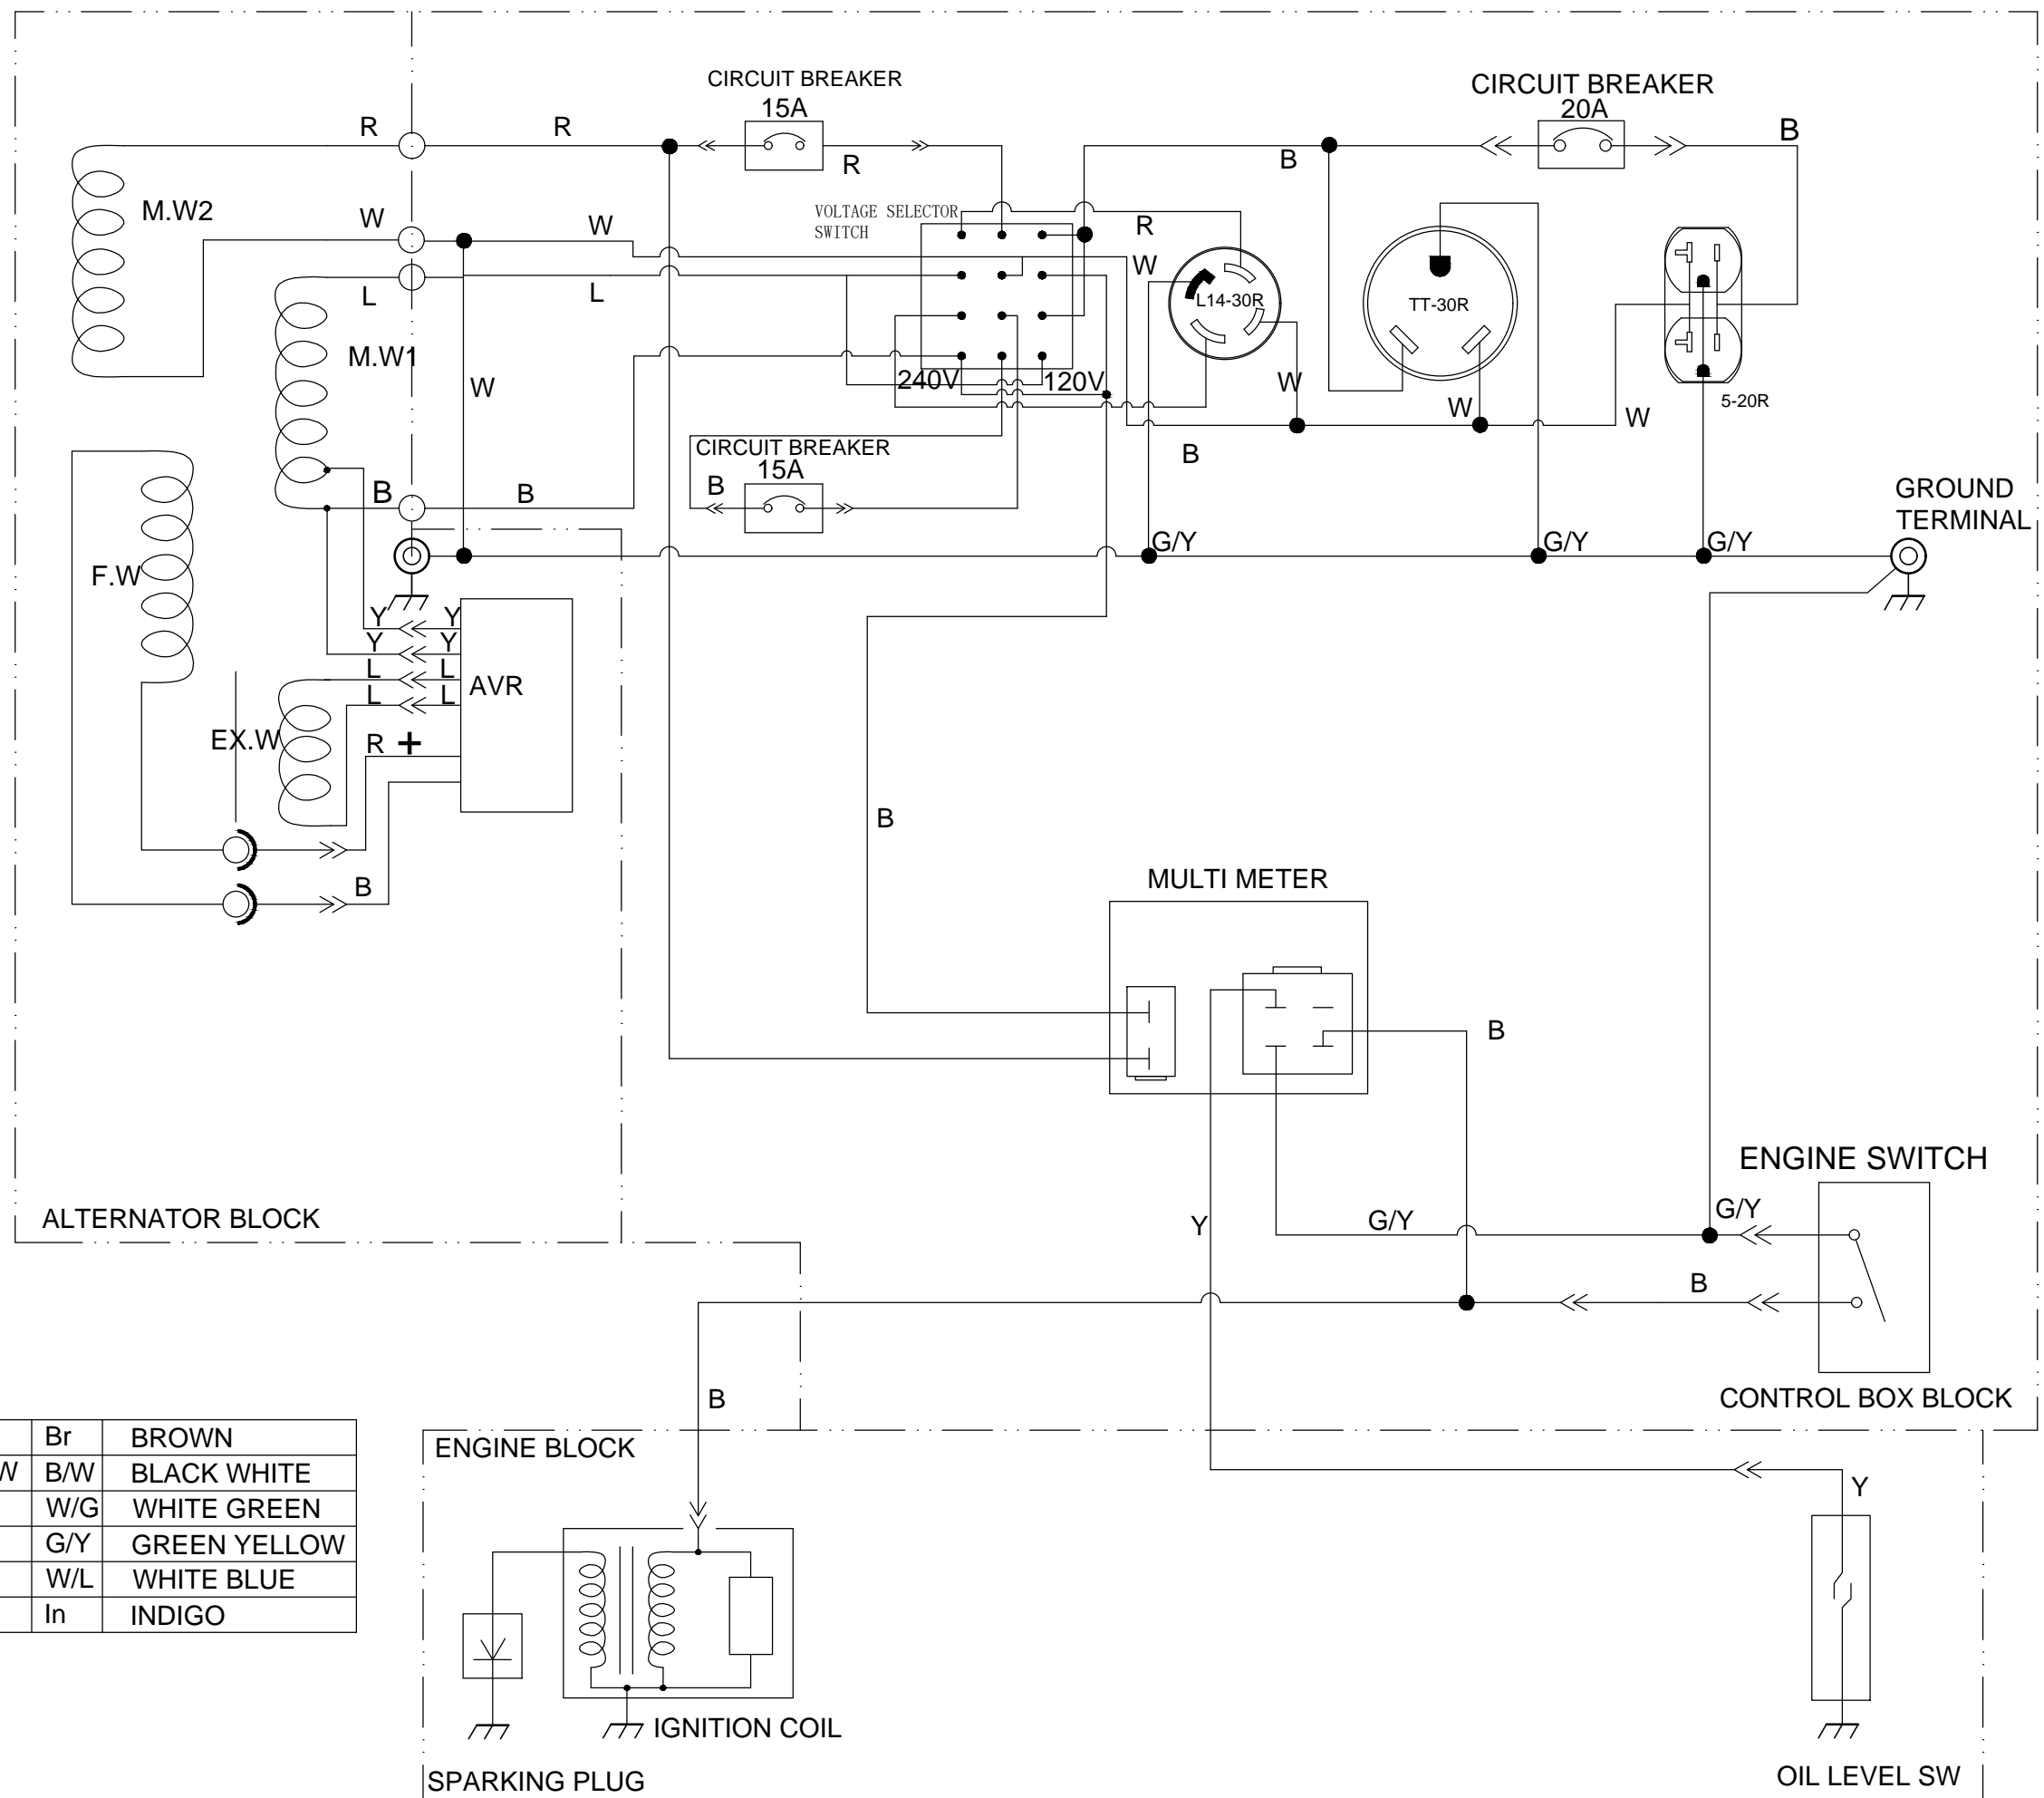 CIRCUIT BREAKER
15A
CIRCUIT BREAKER
20A
R
R
R
B
B
M.W2
W
W
VOLTAGE SELECTOR
SWITCH
R
W
L
L
L14-30R
TT-30R
M.W1
W
240V
120V
W
W
W
5-20R
CIRCUIT BREAKER
15A
B
B
B
B
GROUND
TERMINAL
G/Y
G/Y
G/Y
F.W
Y
Y
Y
Y
L
L
L
L
AVR
EX.W
R +
B
B
MULTI METER
B
ENGINE SWITCH
ALTERNATOR BLOCK
Y
G/Y
G/Y
B
B
CONTROL BOX BLOCK
Br BROWN
W B/W BLACK WHITE
W/G WHITE GREEN
G/Y GREEN YELLOW
W/L WHITE BLUE
In INDIGO
ENGINE BLOCK
Y
IGNITION COIL
SPARKING PLUG
OIL LEVEL SW